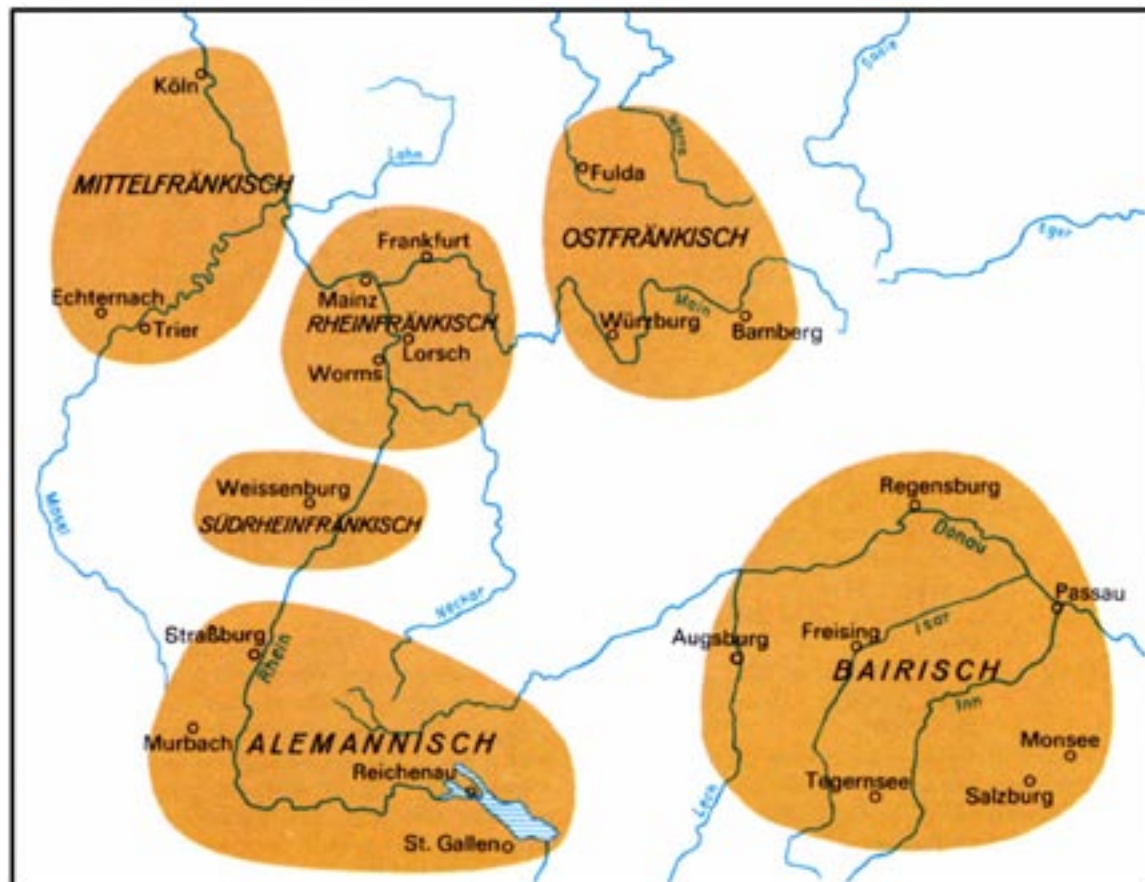 Köln
Saale
Lahn
Werra
Fulda
MITTELFRÄNKISCH
OSTFRÄNKISCH
Eger
Frankfurt
Mainz
Echternach
Trier
RHEINFRÄNKISCH
Lorsch
Worms
Main
Würzburg
Bamberg
Weissenburg
SÜDRHEINFRÄNKISCH
Mosel
Regensburg
Donau
Neckar
Passau
Straßburg
Rhein
Augsburg
Freising
Isar
BAIRISCH
Inn
Murbach
ALEMANNISCH
Reichenau
Monsee
Tegernsee
Salzburg
Lech
St. Gallen